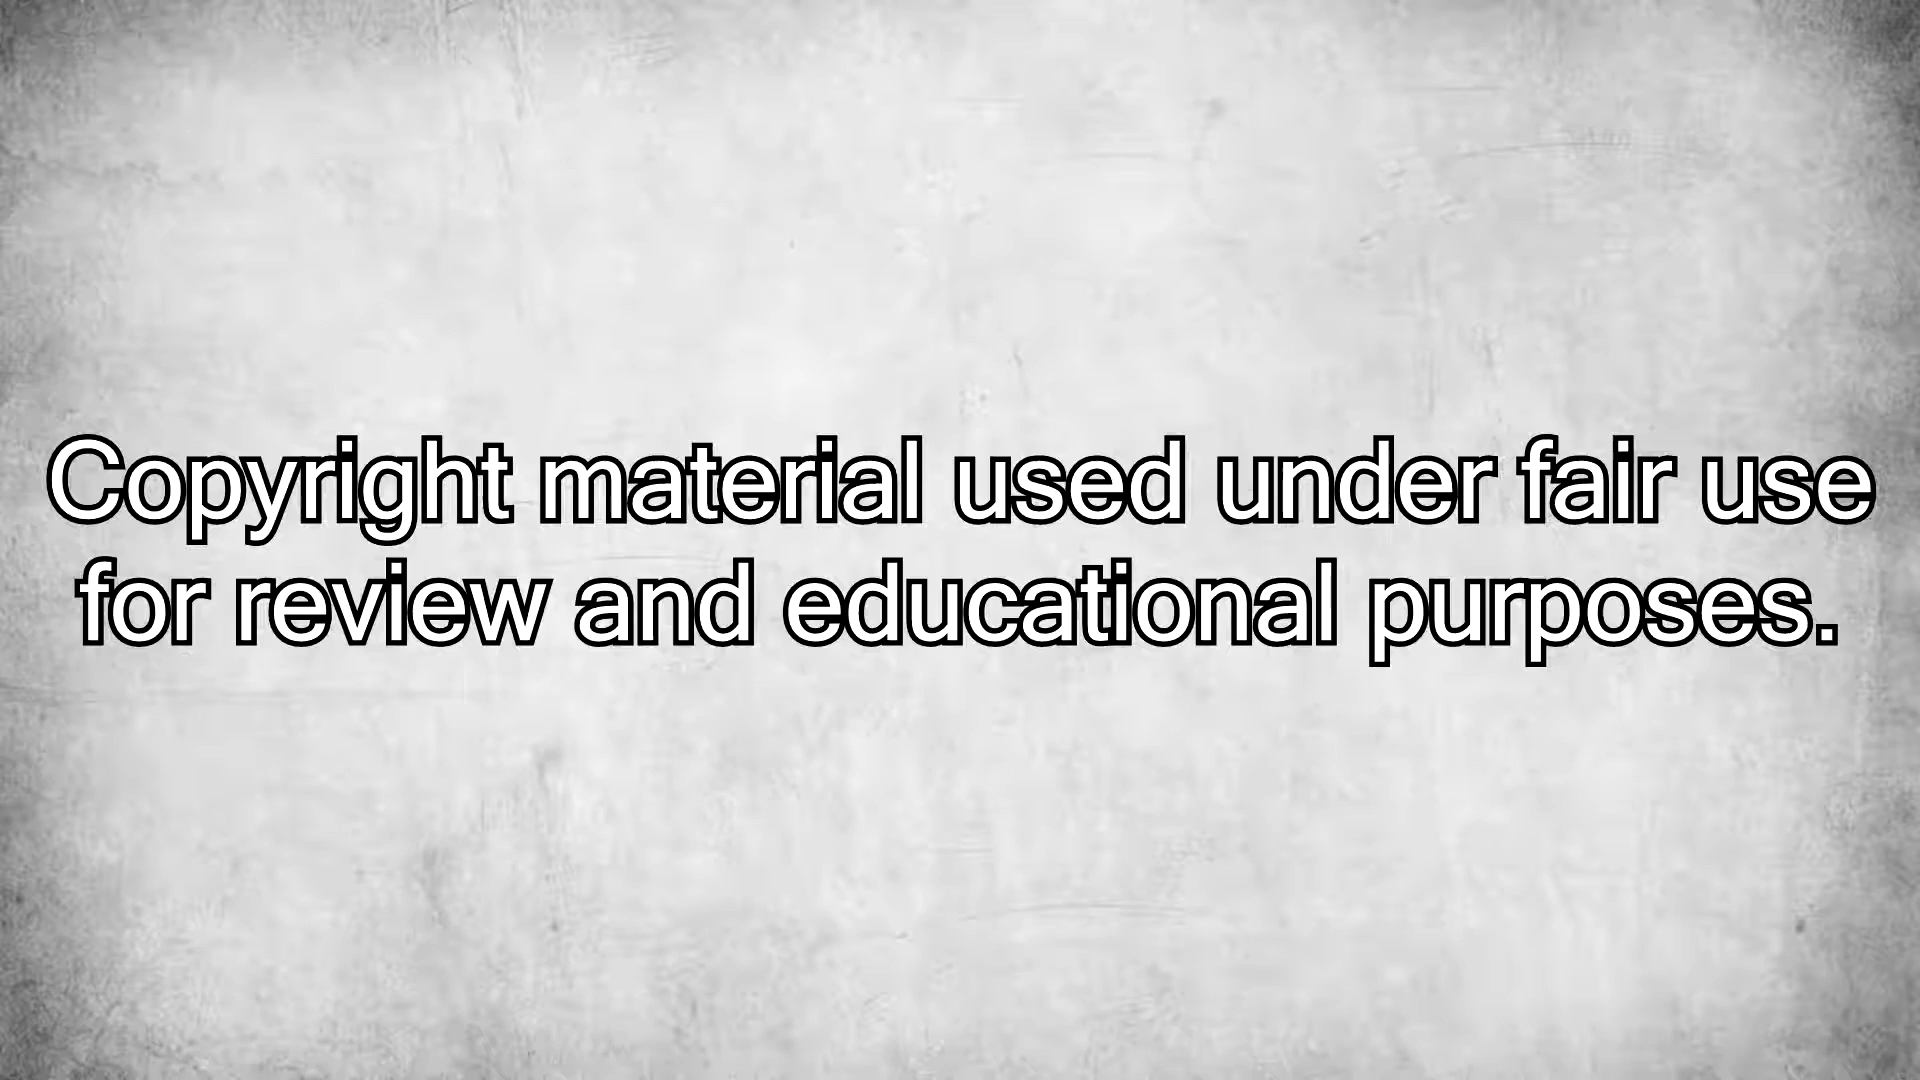 Copyright material used under fair use
for review and educational purposes.